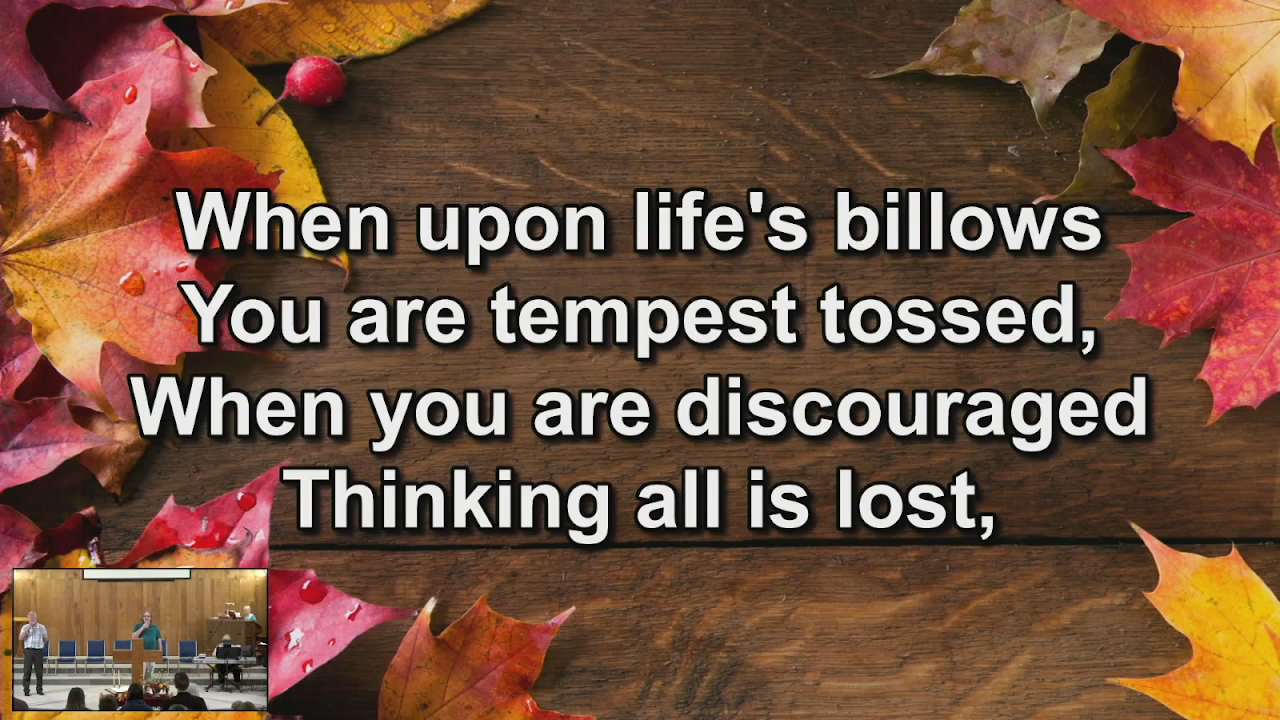 When upon life's billows
You are tempest tossed,
When you are discouraged
Thinking all is lost,